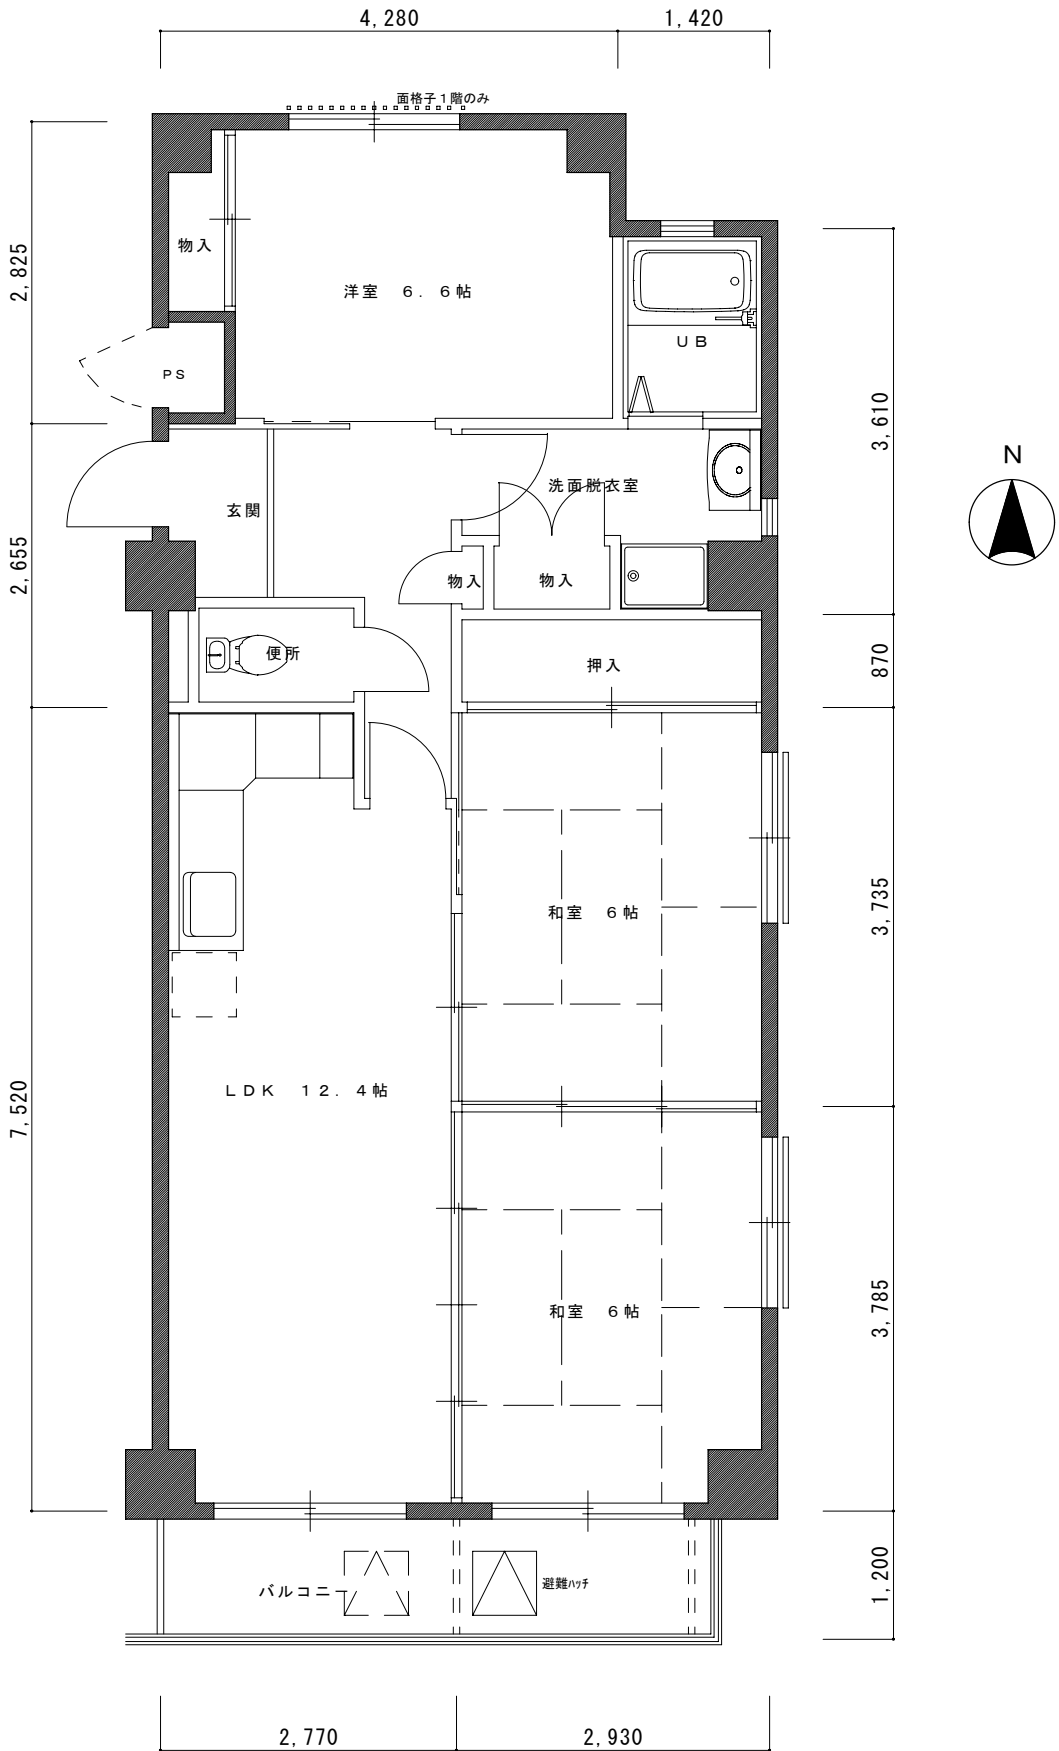 4,280
1,420
面格子1階のみ
2,825
物入
洋室 6.6帖
UB
PS
3,610
N
洗面脱衣室
玄関
2,655
物入
物入
便所
押入
870
和室 6帖
3,735
LDK 12.4帖
7,520
和室 6帖
3,785
バルコニー
避難ハッチ
1,200
2,770
2,930